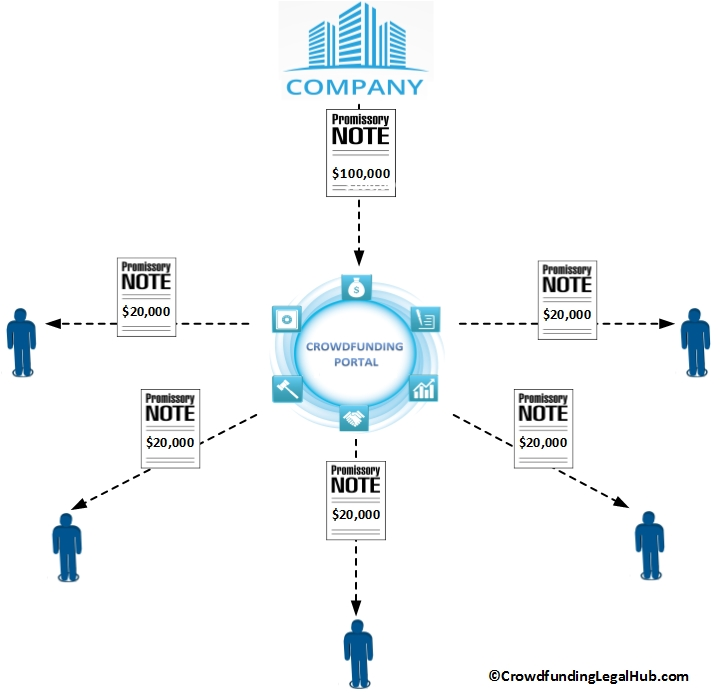 COMPANY
Promissory
NOTE
$100,000
Promissory
NOTE
$20,000
Promissory
NOTE
$20,000
CROWDFUNDING
PORTAL
Promissory
NOTE
$20,000
Promissory
NOTE
$20,000
Promissory
NOTE
$20,000
©CrowdfundingLegalHub.com